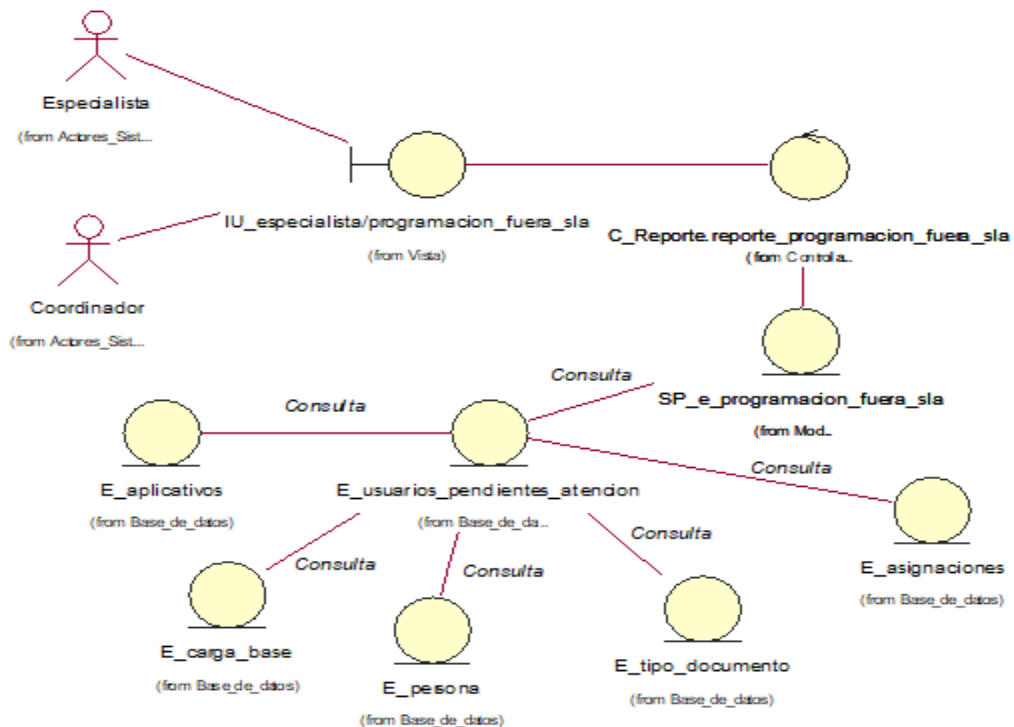 Especialista
(from Actores_Sist...
IU_especialista/programacion_fuera_sla
(from Vista)
C_Reporte.reporte_programacion_fuera_sla
(from Controla...
Coordinador
(from Actores_Sist...
Consulta
SP_e_programacion_fuera_sla
(from Mod...
Consulta
Consulta
E_aplicativos
(from Base_de_datos)
E_usuarios_pendientes_atencion
(from Base_de_da...
E_asignaciones
(from Base_de_datos)
Consulta
Consulta
Consulta
E_carga_base
(from Base_de_datos)
E_persona
(from Base_de_datos)
E_tipo_documento
(from Base_de_datos)